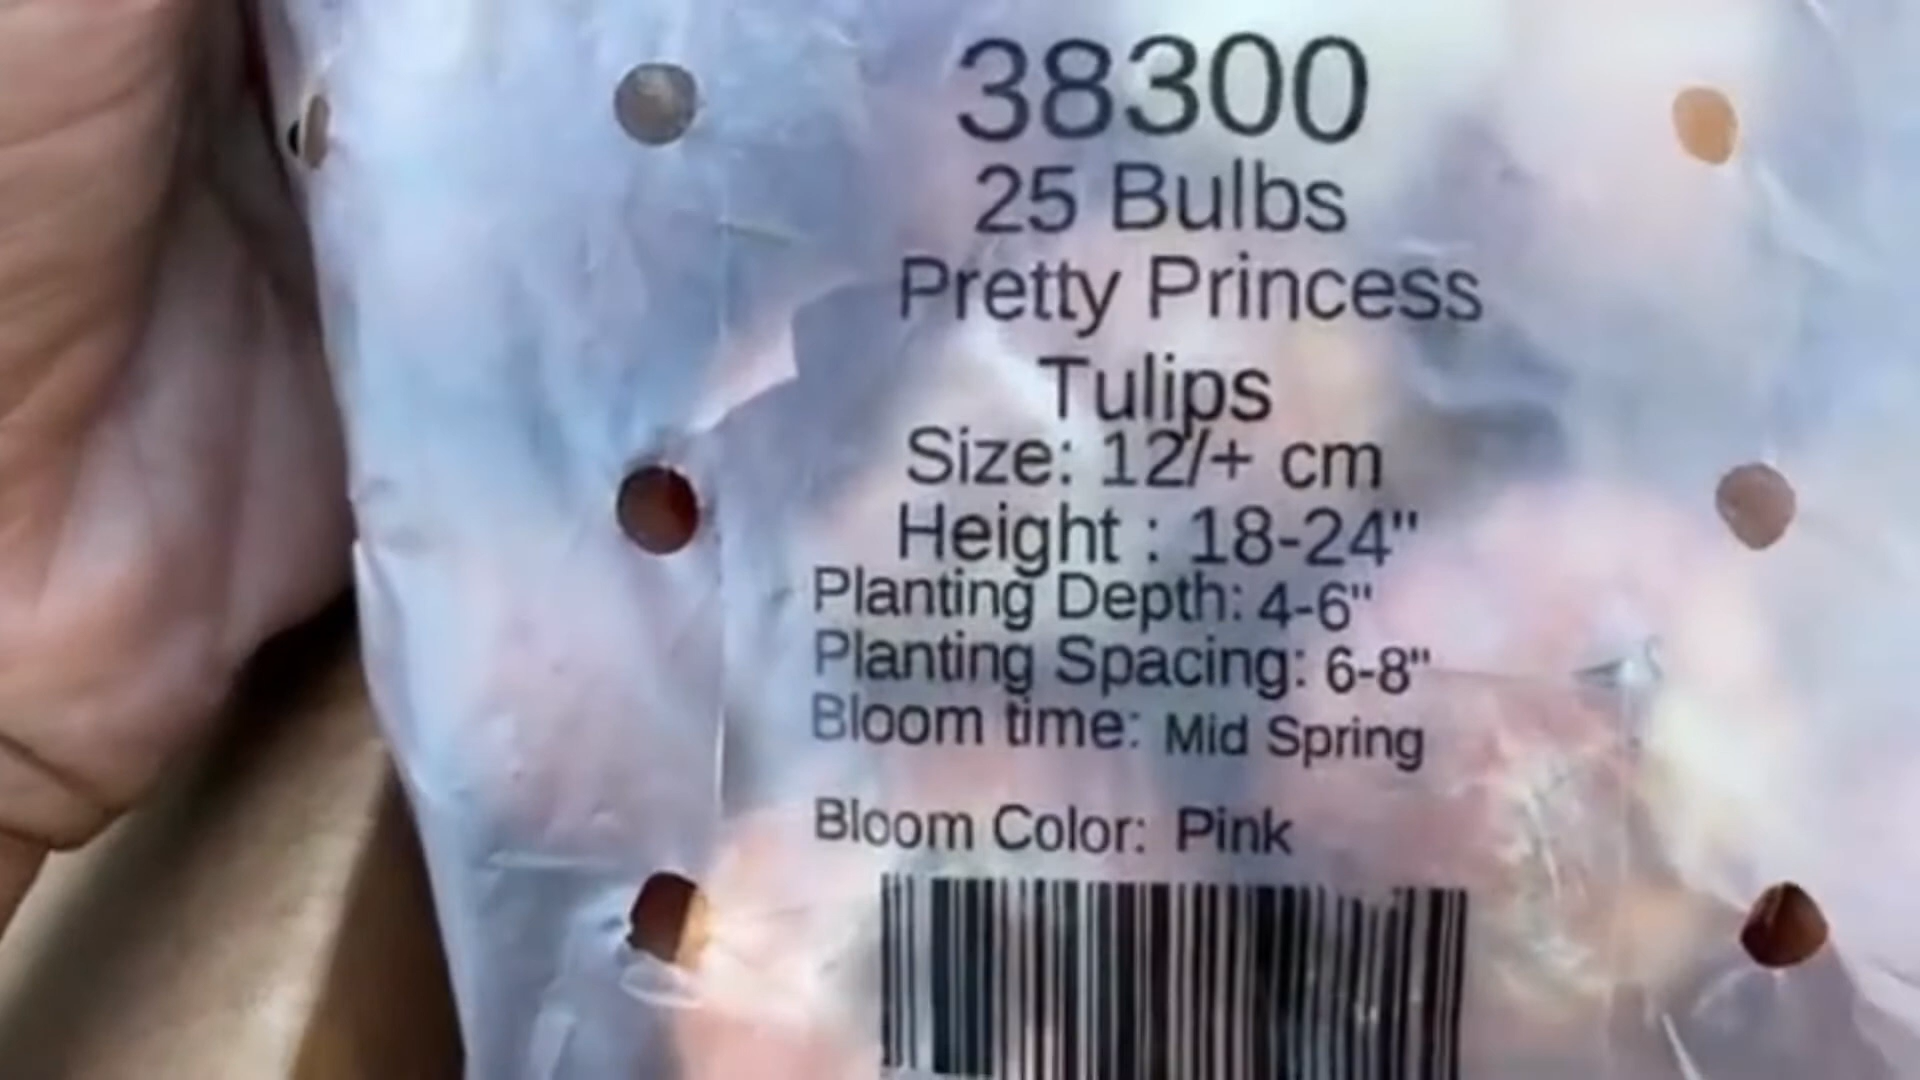 38300
25 Bulbs
Pretty Princess
Tulips
Size: 12/+ cm
Height : 18-24"
Planting Depth: 4-6"
Planting Spacing: 6-8"
Bloom time: Mid Spring
Bloom Color: Pink